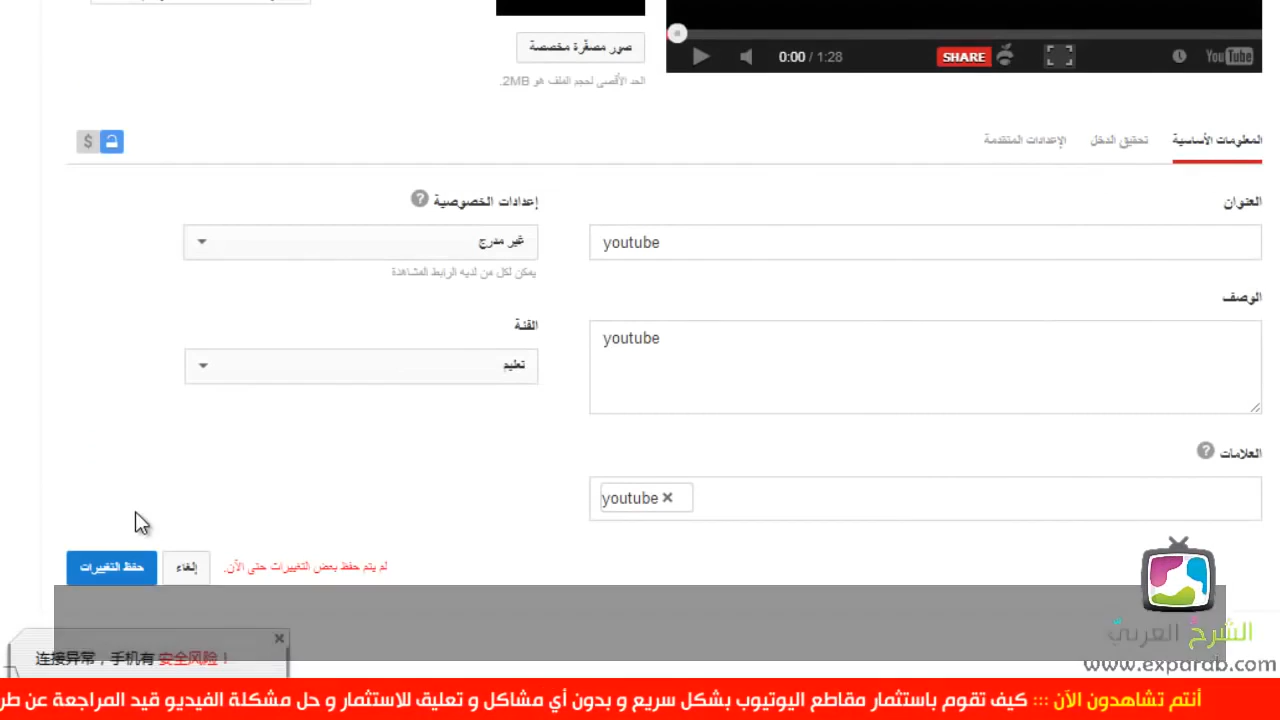 صور مصغّرة مخصصة
الحد الأقصى لحجم الملف هو 2MB.
0:00 / 1:28
SHARE
YouTube
المعلومات الأساسية
تحقيق الدخل
الإعدادات المتقدمة
$
العنوان
youtube
إعدادات الخصوصية
غير مدرج
يمكن لكل من لديه الرابط المشاهدة
الوصف
youtube
الفئة
تعليم
العلامات
youtube
حفظ التغييرات
إلغاء
لم يتم حفظ بعض التغييرات حتى الآن.
الشرح العربي
www.exparab.com
连接异常，手机有 安全风险！
أنتم تشاهدون الآن ::: كيف تقوم باستثمار مقاطع اليوتيوب بشكل سريع و بدون أي مشاكل و تعليق للاستثمار و حل مشكلة الفيديو قيد المراجعة عن طر